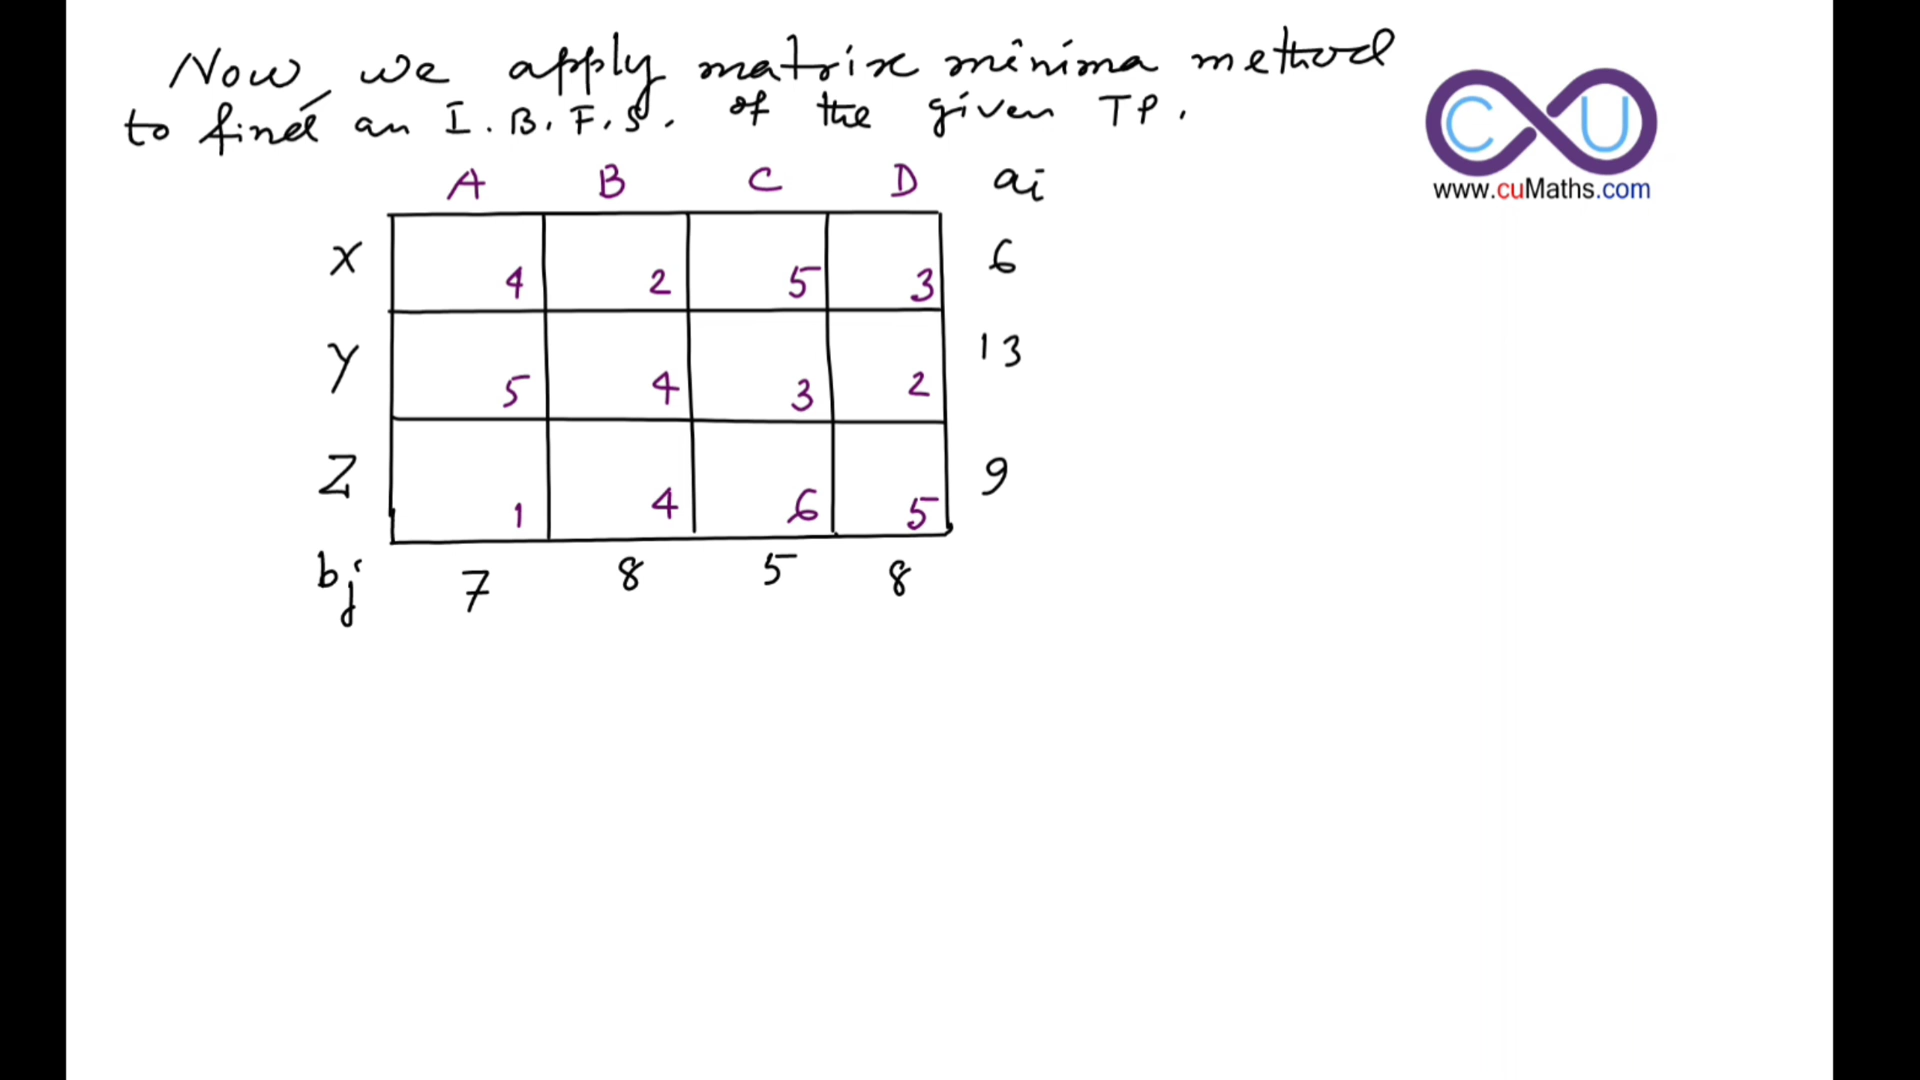 Now, we apply matrix minima method
to find an I.B.F.S. of the given TP.
CU
www.cuMaths.com
A B C D ai
X 4 2 5 3 6
Y 5 4 3 2 13
Z 1 4 6 5 9
bj 7 8 5 8